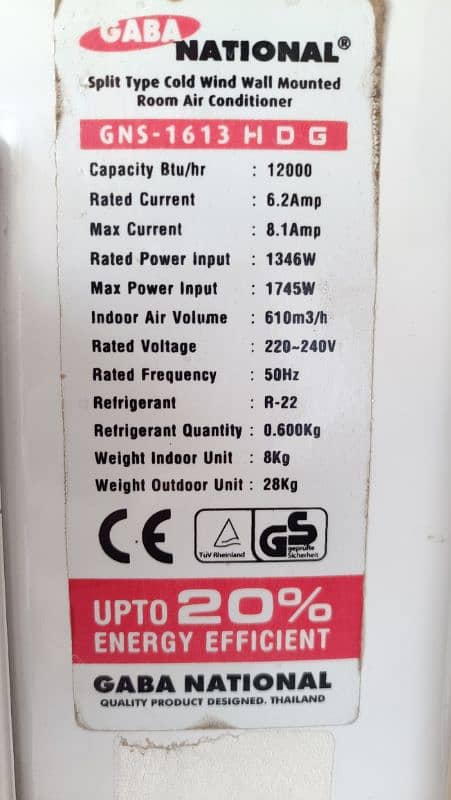 GABA
NATIONAL®
Split Type Cold Wind Wall Mounted
Room Air Conditioner
GNS-1613 H D G
Capacity Btu/hr : 12000
Rated Current : 6.2Amp
Max Current : 8.1Amp
Rated Power Input : 1346W
Max Power Input : 1745W
Indoor Air Volume : 610m3/h
Rated Voltage : 220~240V
Rated Frequency : 50Hz
Refrigerant : R-22
Refrigerant Quantity : 0.600Kg
Weight Indoor Unit : 8Kg
Weight Outdoor Unit : 28Kg
CE
TÜV Rheinland
GS
geprüfte
Sicherheit
UPTO 20%
ENERGY EFFICIENT
GABA NATIONAL
QUALITY PRODUCT DESIGNED. THAILAND